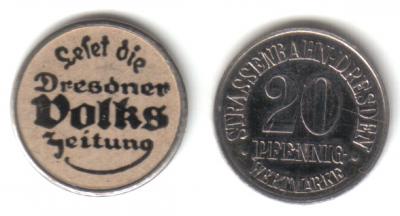 Leset die
Dresdner
Volks
Zeitung
STRASSENBAHN·DRESDEN
20
PFENNIG
WERTMARKE